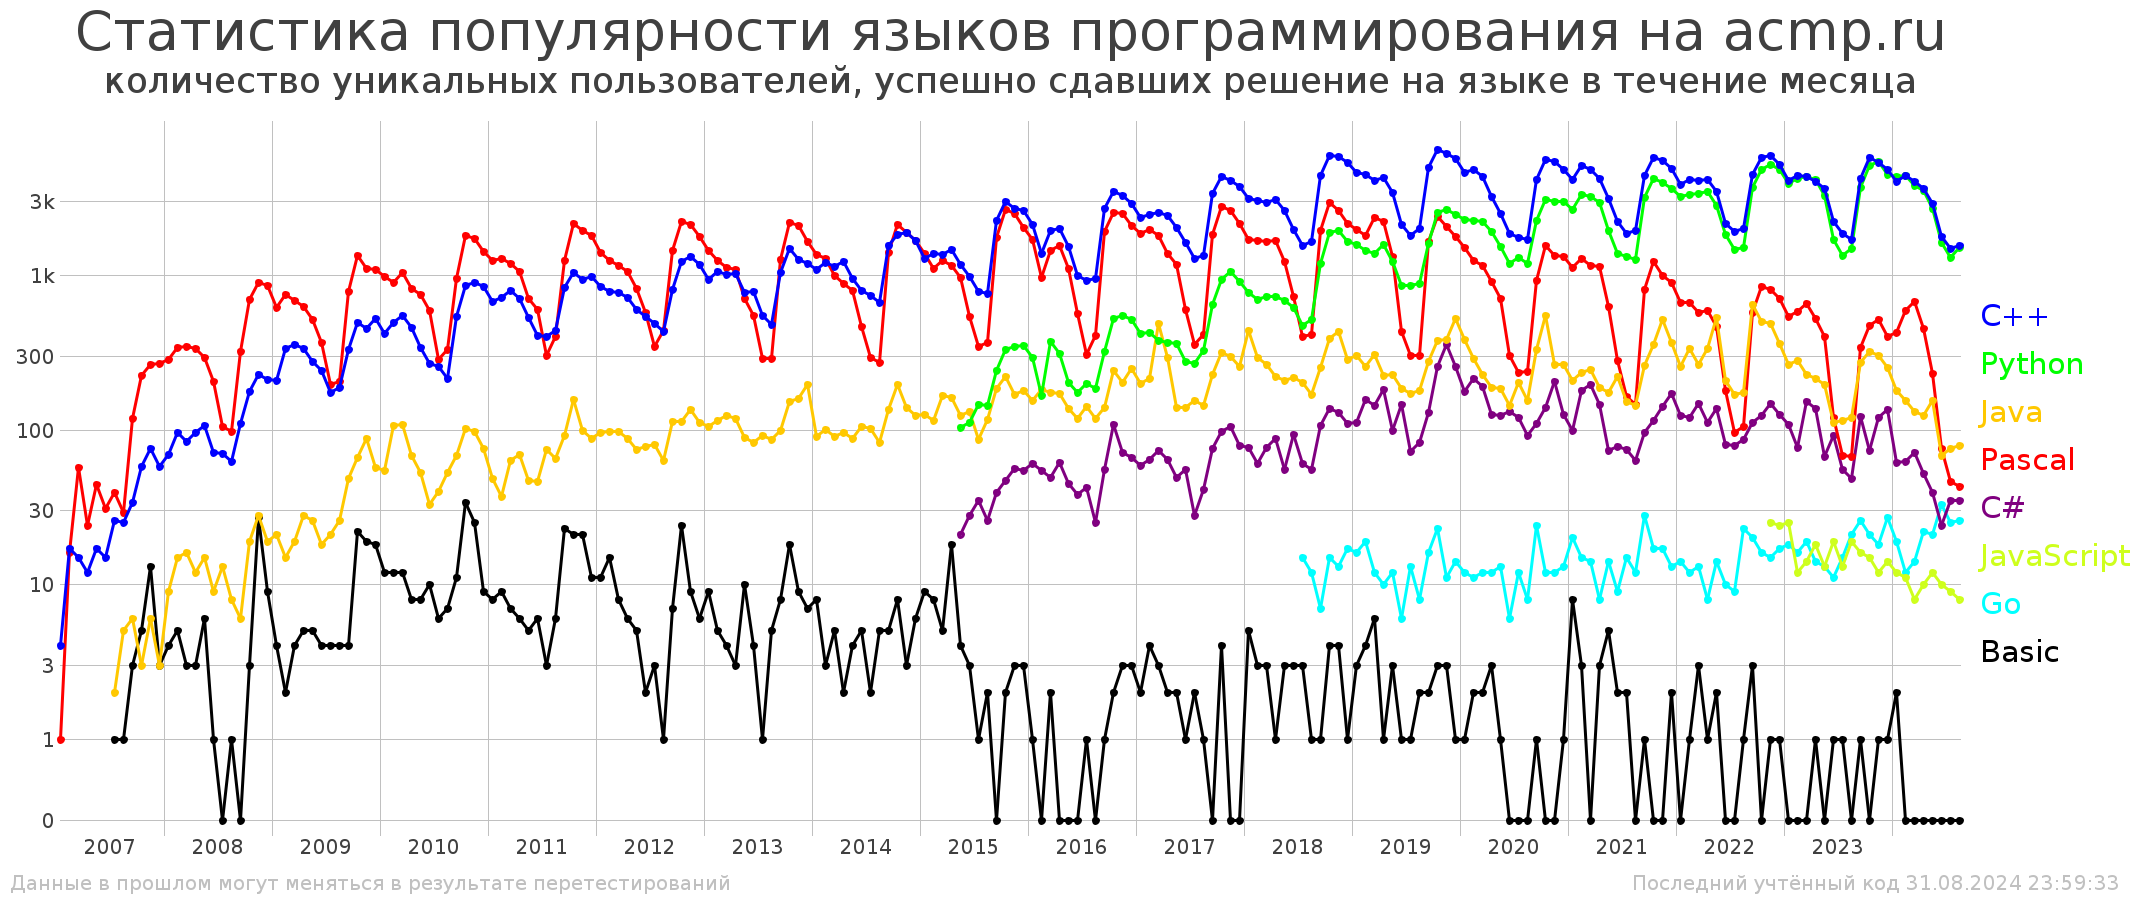 Статистика популярности языков программирования на acmp.ru
количество уникальных пользователей, успешно сдавших решение на языке в течение месяца
3k
1k
300
100
30
10
3
1
0
C++
Python
Java
Pascal
C#
JavaScript
Go
Basic
2007 2008 2009 2010 2011 2012 2013 2014 2015 2016 2017 2018 2019 2020 2021 2022 2023
Данные в прошлом могут меняться в результате перетестирований
Последний учтённый код 31.08.2024 23:59:33